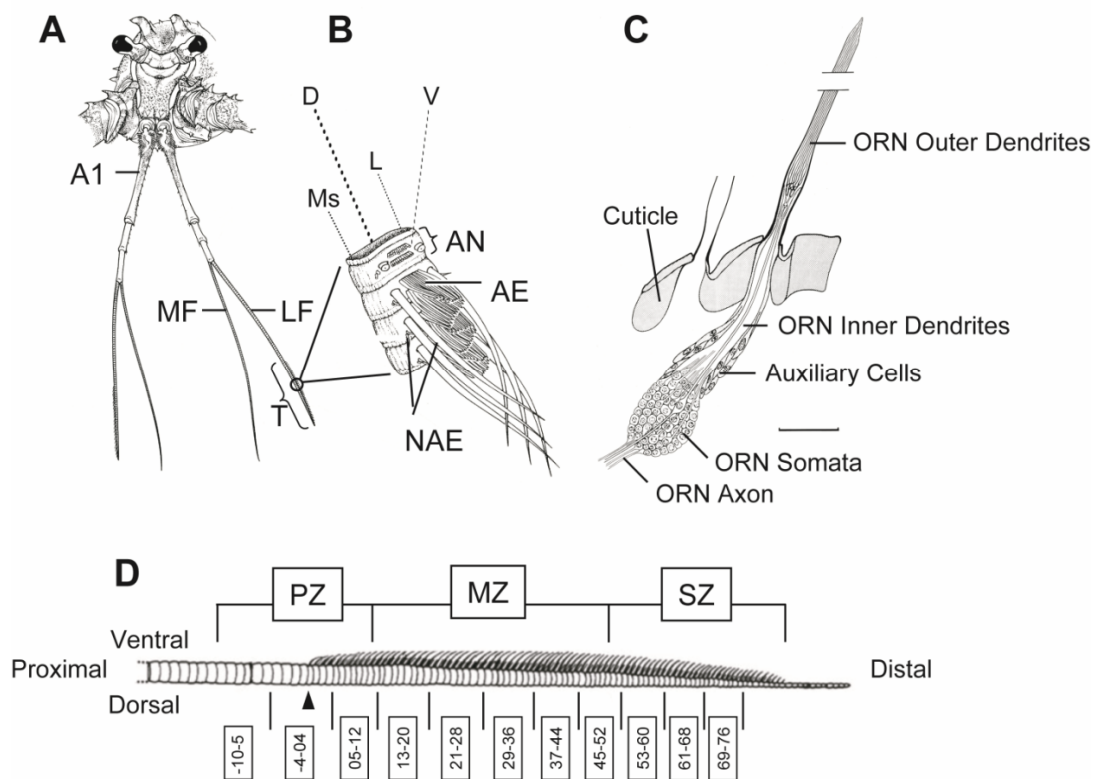 A
B
C
D
V
L
Ms
A1
AN
AE
MF
LF
T
NAE
ORN Outer Dendrites
Cuticle
ORN Inner Dendrites
Auxiliary Cells
ORN Somata
ORN Axon
D
PZ
MZ
SZ
Ventral
Proximal
Distal
Dorsal
-10-5
-4-04
05-12
13-20
21-28
29-36
37-44
45-52
53-60
61-68
69-76